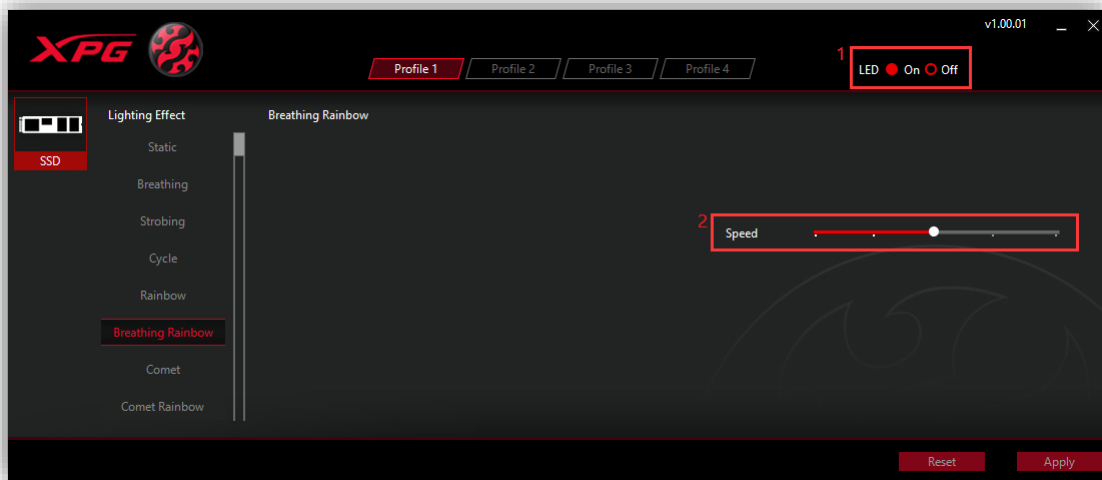 v1.00.01
XPG
Profile 1 Profile 2 Profile 3 Profile 4
1
LED On Off
Lighting Effect
Breathing Rainbow
SSD
Static
Breathing
Strobing
Cycle
Rainbow
Breathing Rainbow
Comet
Comet Rainbow
2
Speed
Reset Apply